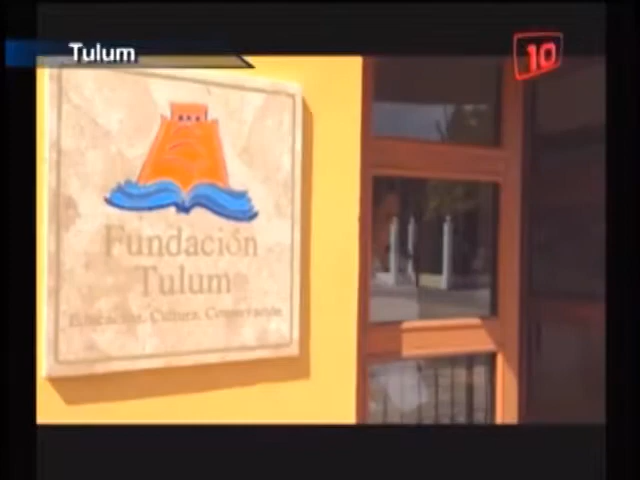 Tulum
10
Fundación
Tulum
Educación, Cultura, Conservación